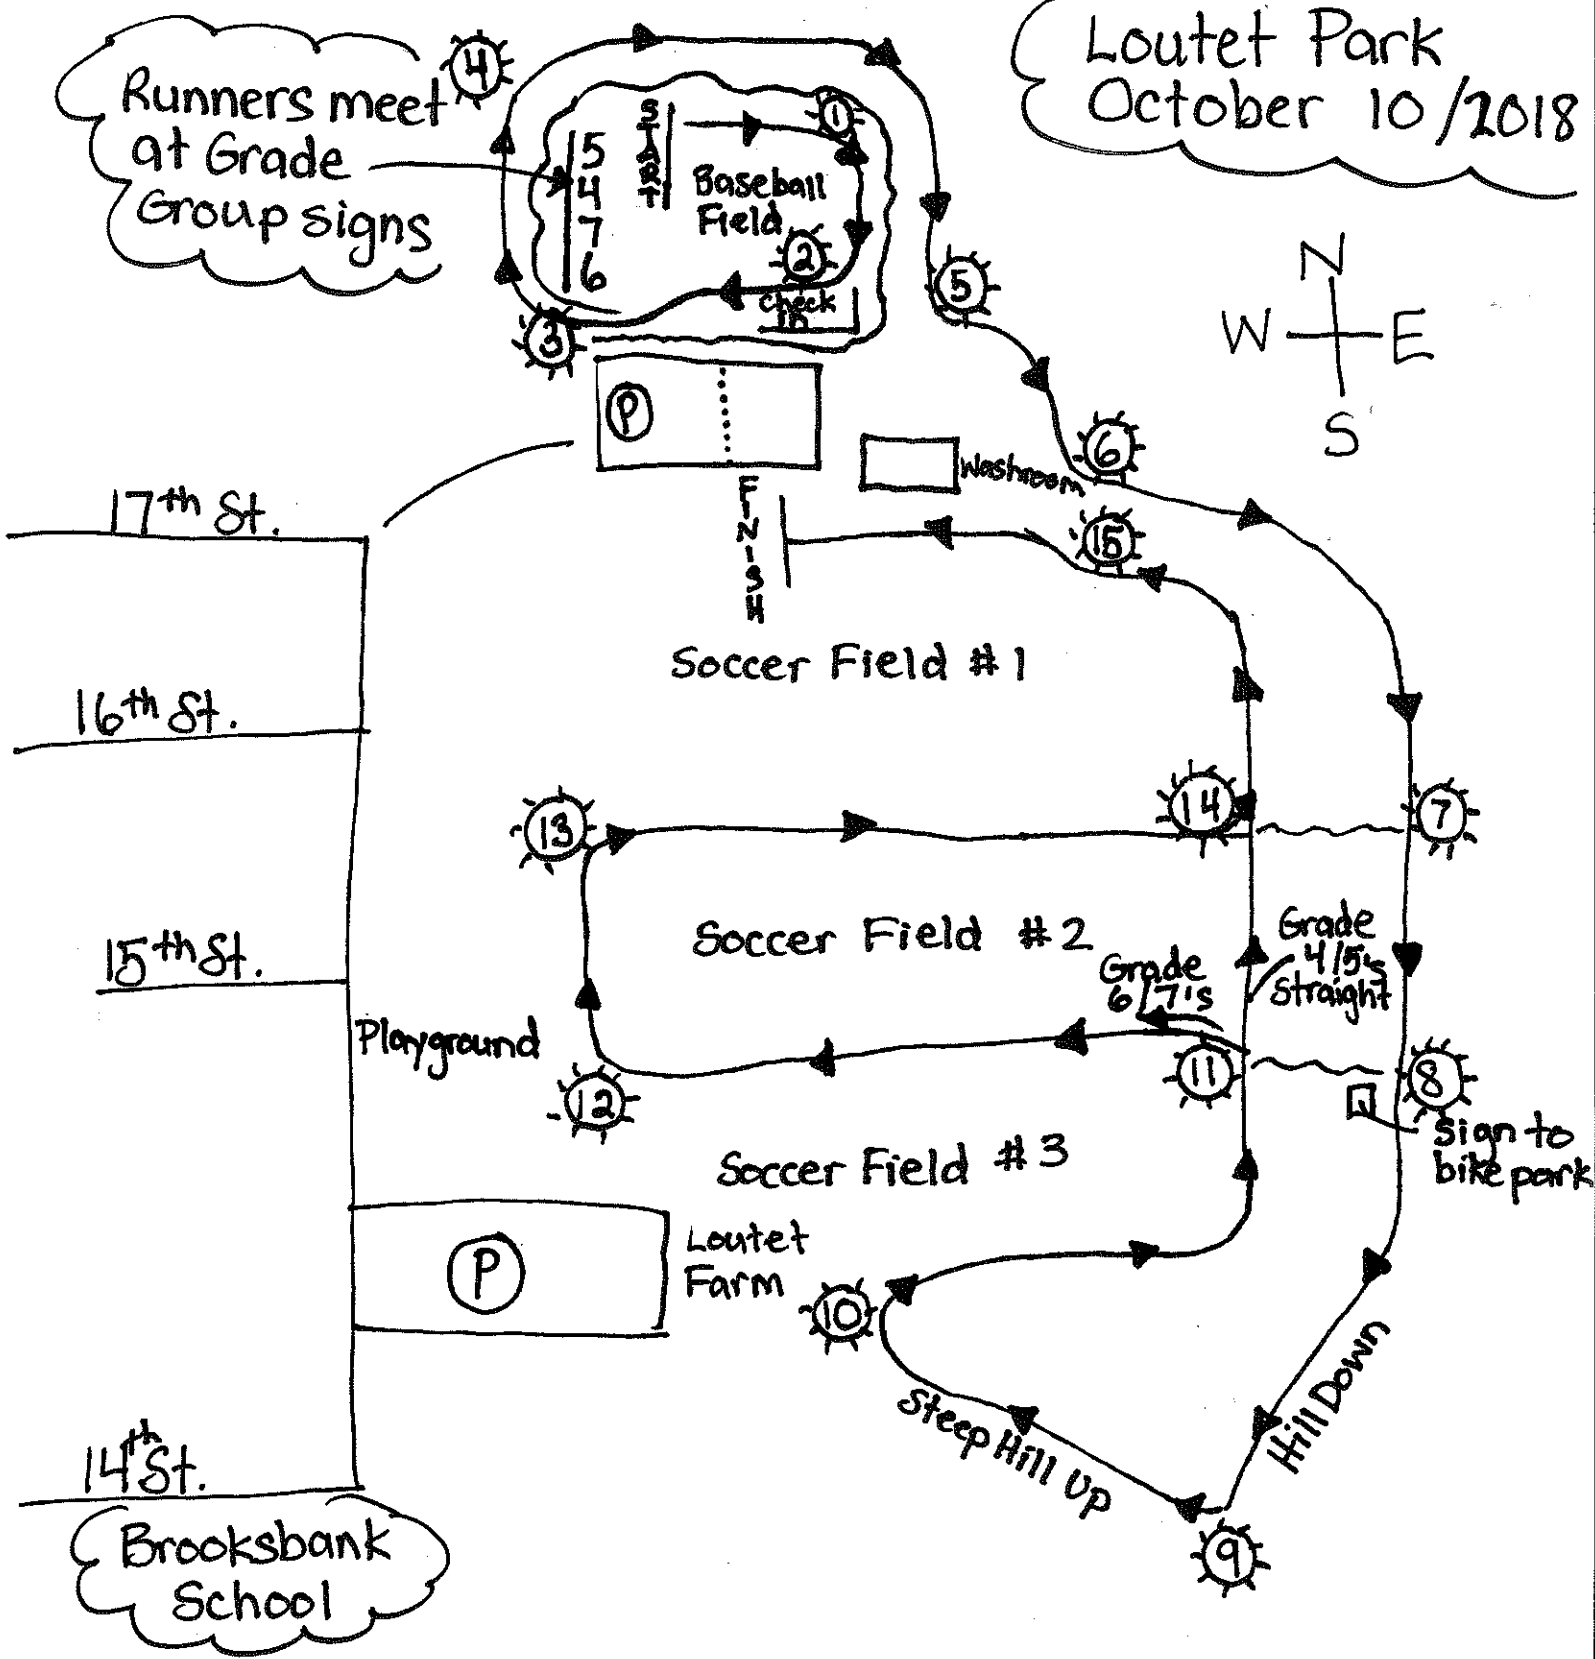 Loutet Park
October 10/2018
Runners meet
at Grade
Group signs
4
5
4
7
6
START
1
Baseball
Field
2
Check
in
3
5
N
W E
S
P
6
Washroom
FINISH
15
17th St.
Soccer Field #1
16th St.
13
14
7
Soccer Field #2
Grade
4/5's
Straight
Grade
6/7's
15th St.
Playground
11
8
12
Sign to
bike park
Soccer Field #3
P
Loutet
Farm
10
Hill Down
Steep Hill Up
9
14th St.
Brooksbank
School